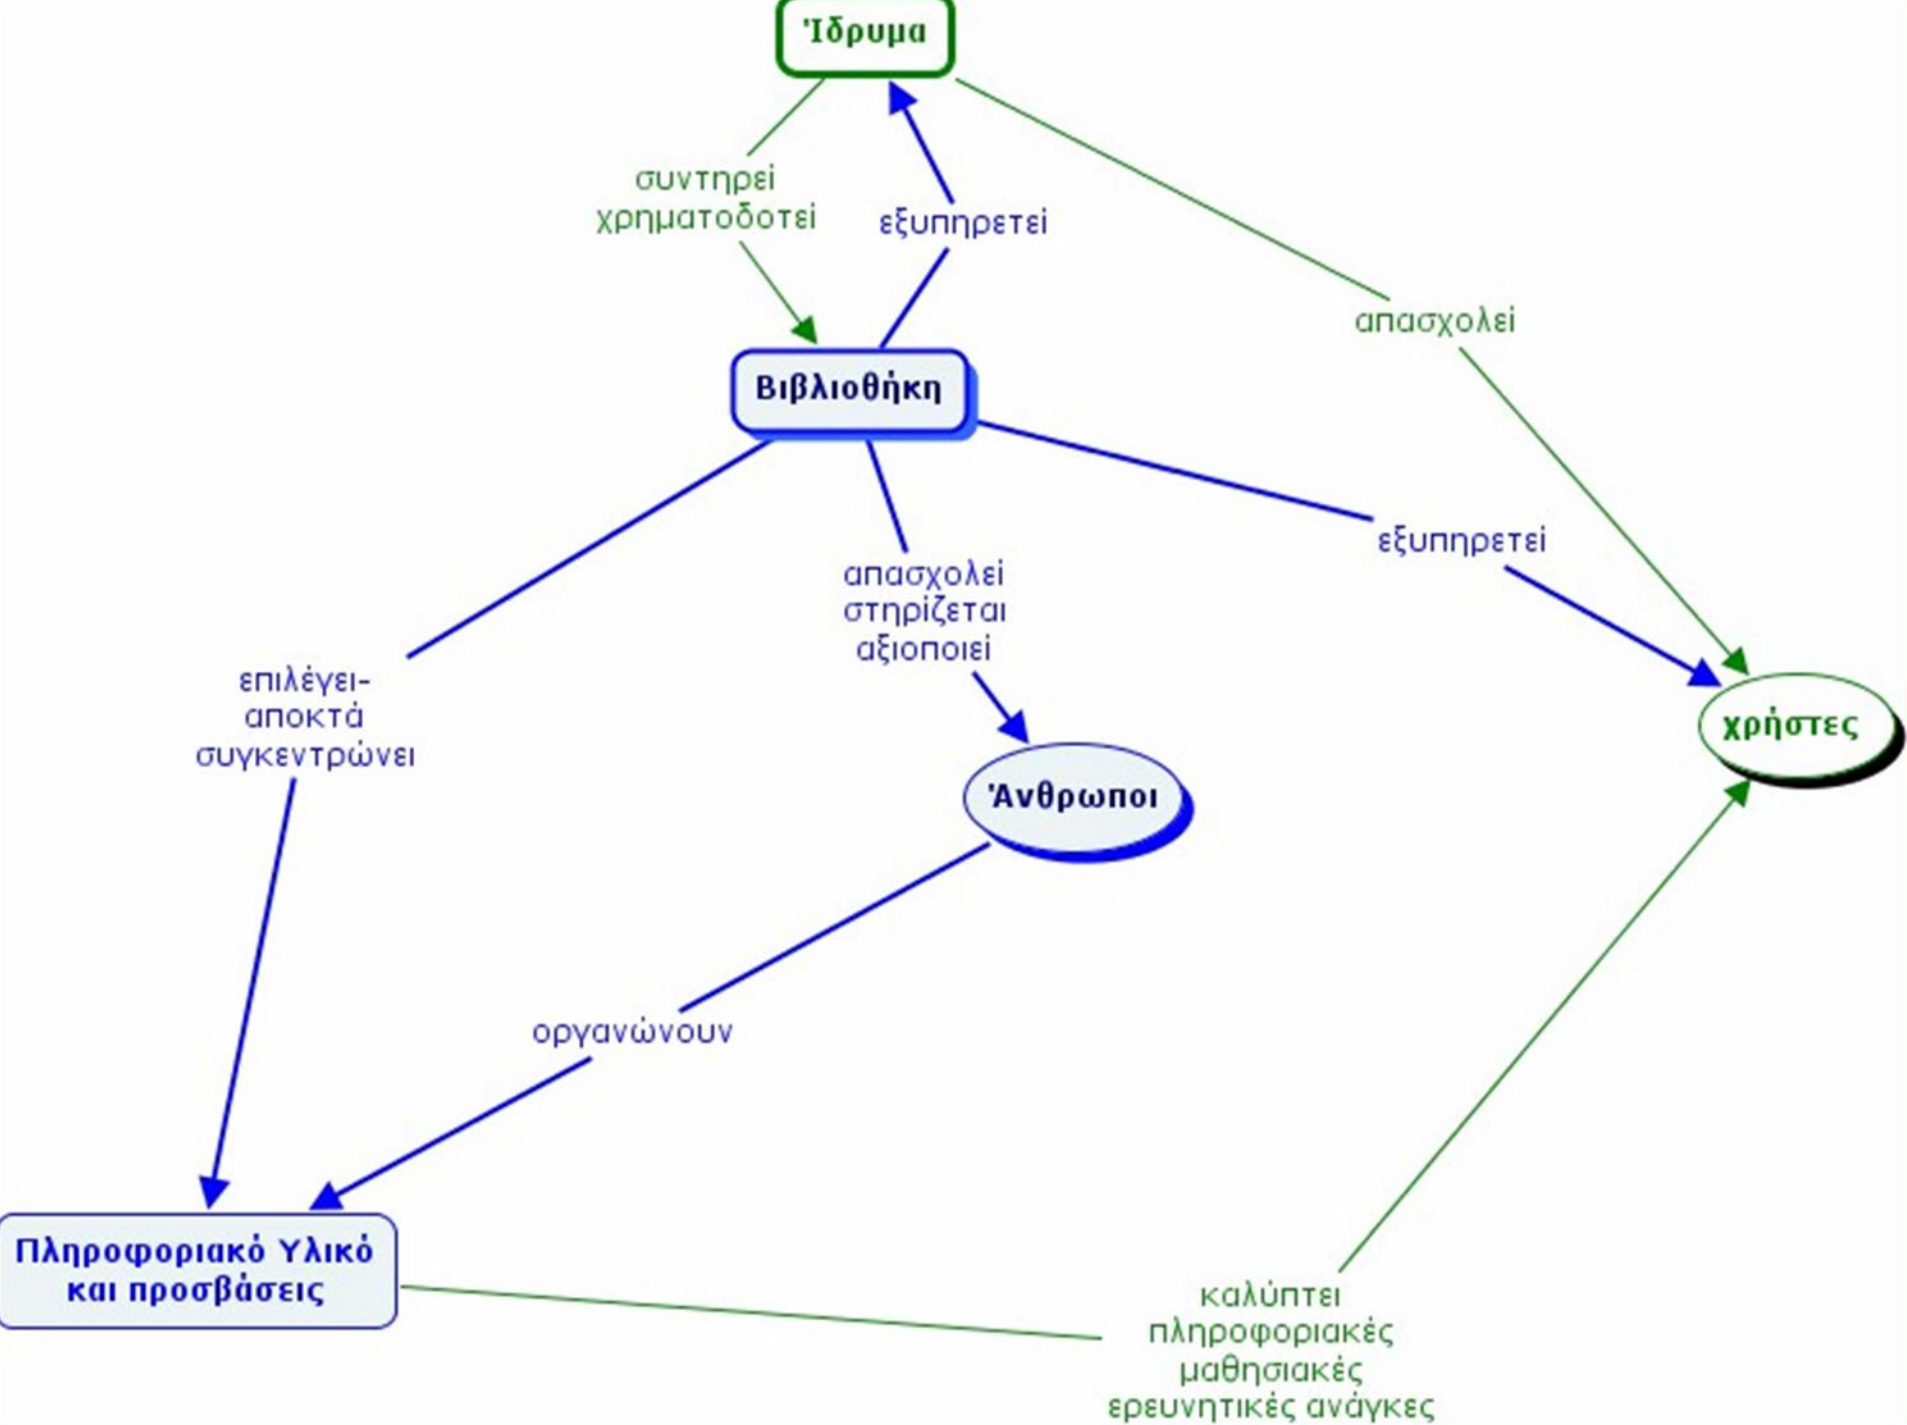 Ίδρυμα
συντηρεί
χρηματοδοτεί
εξυπηρετεί
απασχολεί
Βιβλιοθήκη
εξυπηρετεί
απασχολεί
στηρίζεται
αξιοποιεί
επιλέγει-
αποκτά
συγκεντρώνει
χρήστες
Άνθρωποι
οργανώνουν
Πληροφοριακό Υλικό
και προσβάσεις
καλύπτει
πληροφοριακές
μαθησιακές
ερευνητικές ανάγκες